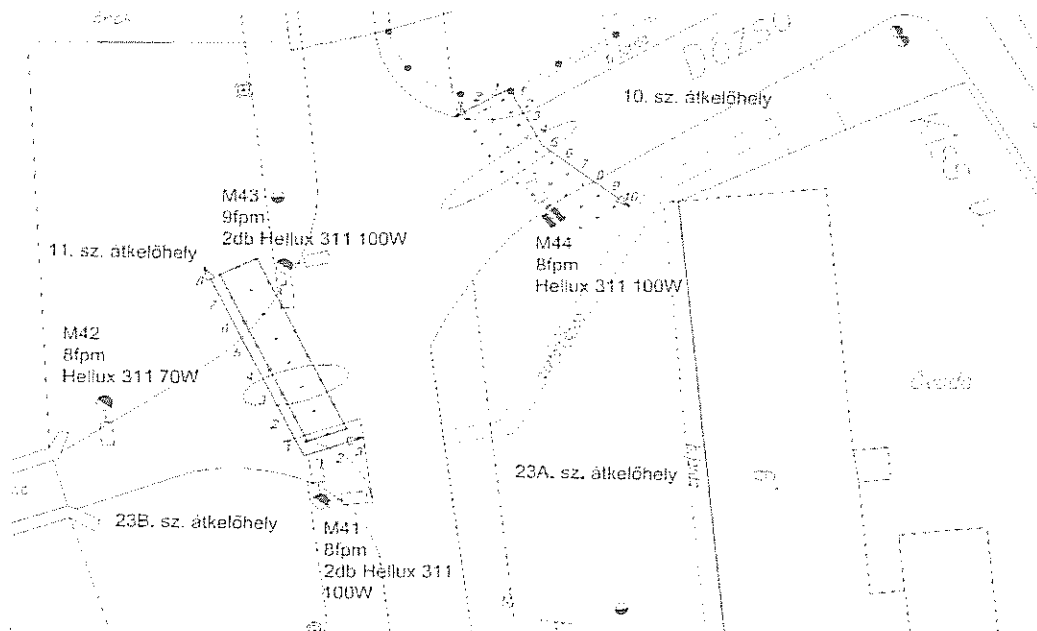 10. sz. átkelőhely
M43
9fpm
2db Hellux 311 100W
11. sz. átkelőhely
M44
8fpm
Hellux 311 100W
M42
8fpm
Hellux 311 70W
Óvoda
23A. sz. átkelőhely
23B. sz. átkelőhely
M41
8fpm
2db Hellux 311
100W